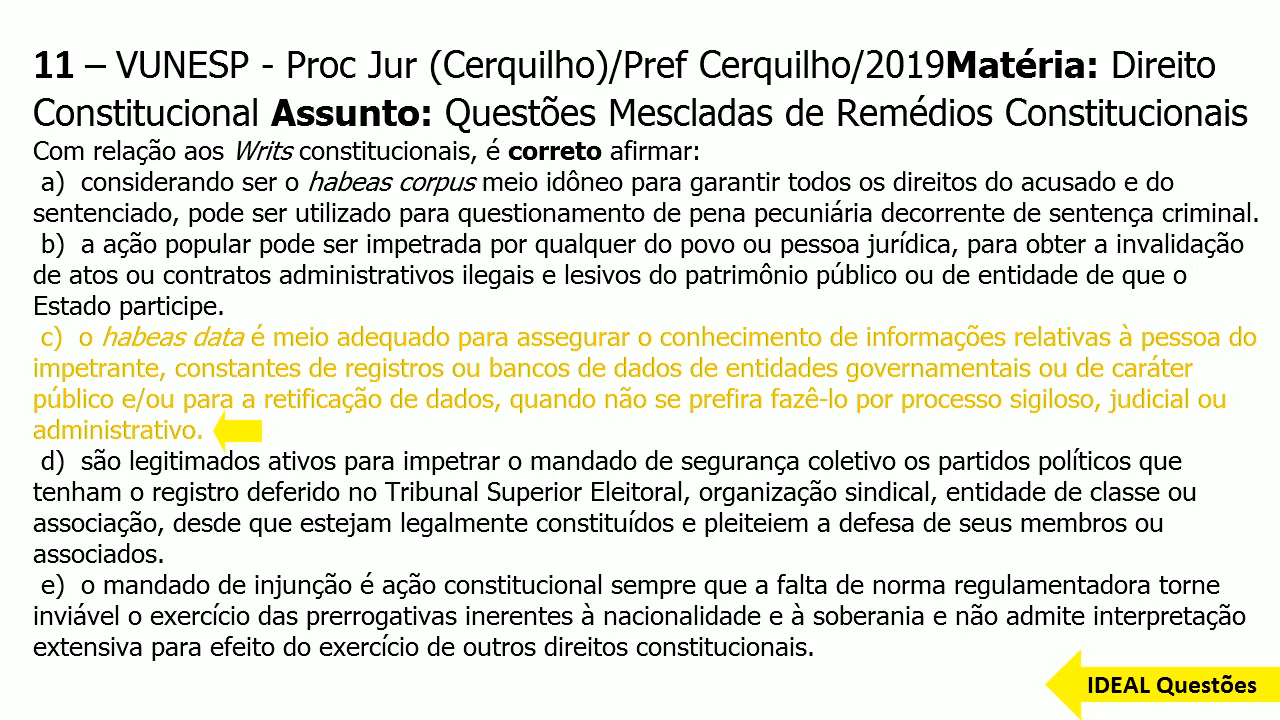 11 – VUNESP - Proc Jur (Cerquilho)/Pref Cerquilho/2019Matéria: Direito
Constitucional Assunto: Questões Mescladas de Remédios Constitucionais
Com relação aos Writs constitucionais, é correto afirmar:
a) considerando ser o habeas corpus meio idôneo para garantir todos os direitos do acusado e do
sentenciado, pode ser utilizado para questionamento de pena pecuniária decorrente de sentença criminal.
b) a ação popular pode ser impetrada por qualquer do povo ou pessoa jurídica, para obter a invalidação
de atos ou contratos administrativos ilegais e lesivos do patrimônio público ou de entidade de que o
Estado participe.
c) o habeas data é meio adequado para assegurar o conhecimento de informações relativas à pessoa do
impetrante, constantes de registros ou bancos de dados de entidades governamentais ou de caráter
público e/ou para a retificação de dados, quando não se prefira fazê-lo por processo sigiloso, judicial ou
administrativo.
d) são legitimados ativos para impetrar o mandado de segurança coletivo os partidos políticos que
tenham o registro deferido no Tribunal Superior Eleitoral, organização sindical, entidade de classe ou
associação, desde que estejam legalmente constituídos e pleiteiem a defesa de seus membros ou
associados.
e) o mandado de injunção é ação constitucional sempre que a falta de norma regulamentadora torne
inviável o exercício das prerrogativas inerentes à nacionalidade e à soberania e não admite interpretação
extensiva para efeito do exercício de outros direitos constitucionais.
IDEAL Questões